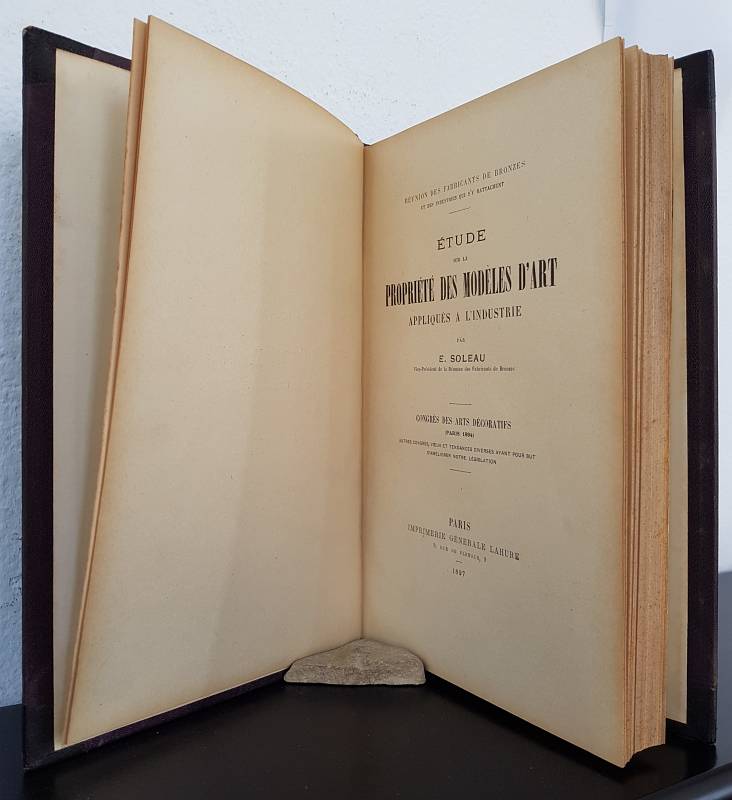 RÉUNION DES FABRICANTS DE BRONZES
ET DES INDUSTRIES QUI S'Y RATTACHENT
ÉTUDE
SUR LA
PROPRIÉTÉ DES MODÈLES D'ART
APPLIQUÉS A L'INDUSTRIE
PAR
E. SOLEAU
Vice-Président de la Réunion des Fabricants de Bronzes
CONGRÈS DES ARTS DÉCORATIFS
(PARIS 1894)
AUTRES CONGRÈS, VŒUX ET TENDANCES DIVERSES AYANT POUR BUT
D'AMÉLIORER NOTRE LÉGISLATION
PARIS
IMPRIMERIE GÉNÉRALE LAHURE
9, RUE DE FLEURUS, 9
1897